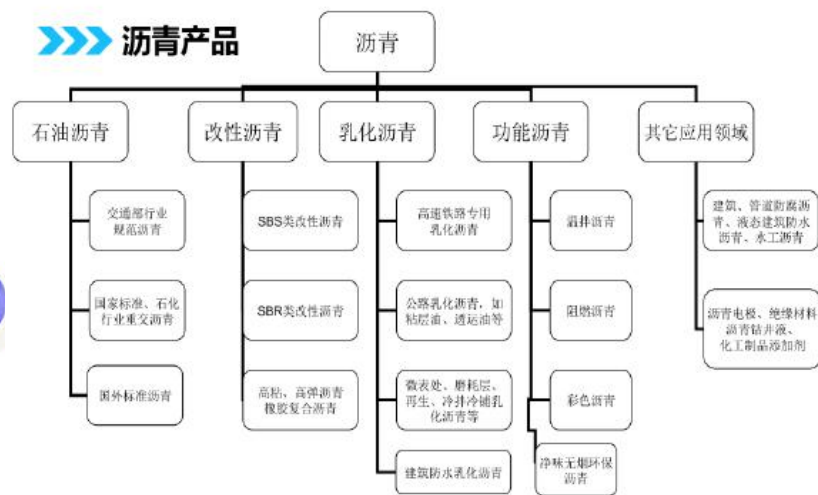 沥青产品
沥青
石油沥青
改性沥青
乳化沥青
功能沥青
其它应用领域
交通部行业
规范沥青
国家标准、石化
行业重交沥青
国外标准沥青
SBS类改性沥青
SBR类改性沥青
高粘、高弹沥青
橡胶复合沥青
高速铁路专用
乳化沥青
公路乳化沥青，如
粘层油、透运油等
微表处、磨耗层、
再生、冷拌冷铺乳
化沥青等
建筑防水乳化沥青
温拌沥青
阻燃沥青
彩色沥青
净味无烟环保
沥青
建筑、管道防腐沥
青、液态建筑防水
沥青、水工沥青
沥青电极、绝缘材料
沥青钻井液、
化工制品添加剂